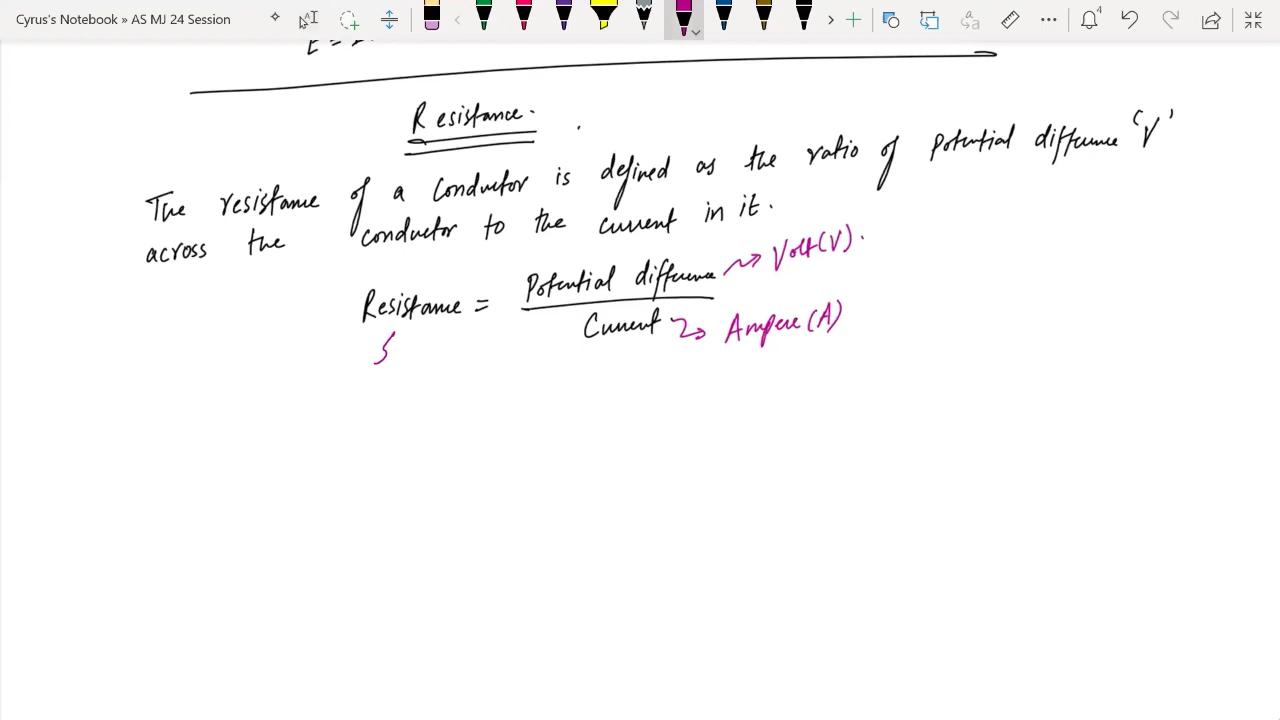 Cyrus's Notebook » AS MJ 24 Session
Resistance.
The resistance of a conductor is defined as the ratio of potential difference 'V'
across the conductor to the current in it.
Resistance = Potential difference → Volt(V).
Current → Ampere (A)